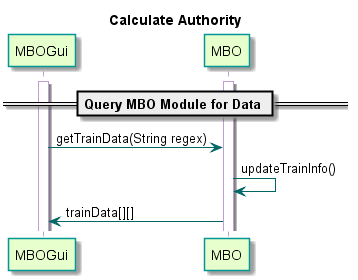 Calculate Authority
MBOGui MBO
Query MBO Module for Data
getTrainData(String regex)
updateTrainInfo()
trainData[][]
MBOGui MBO